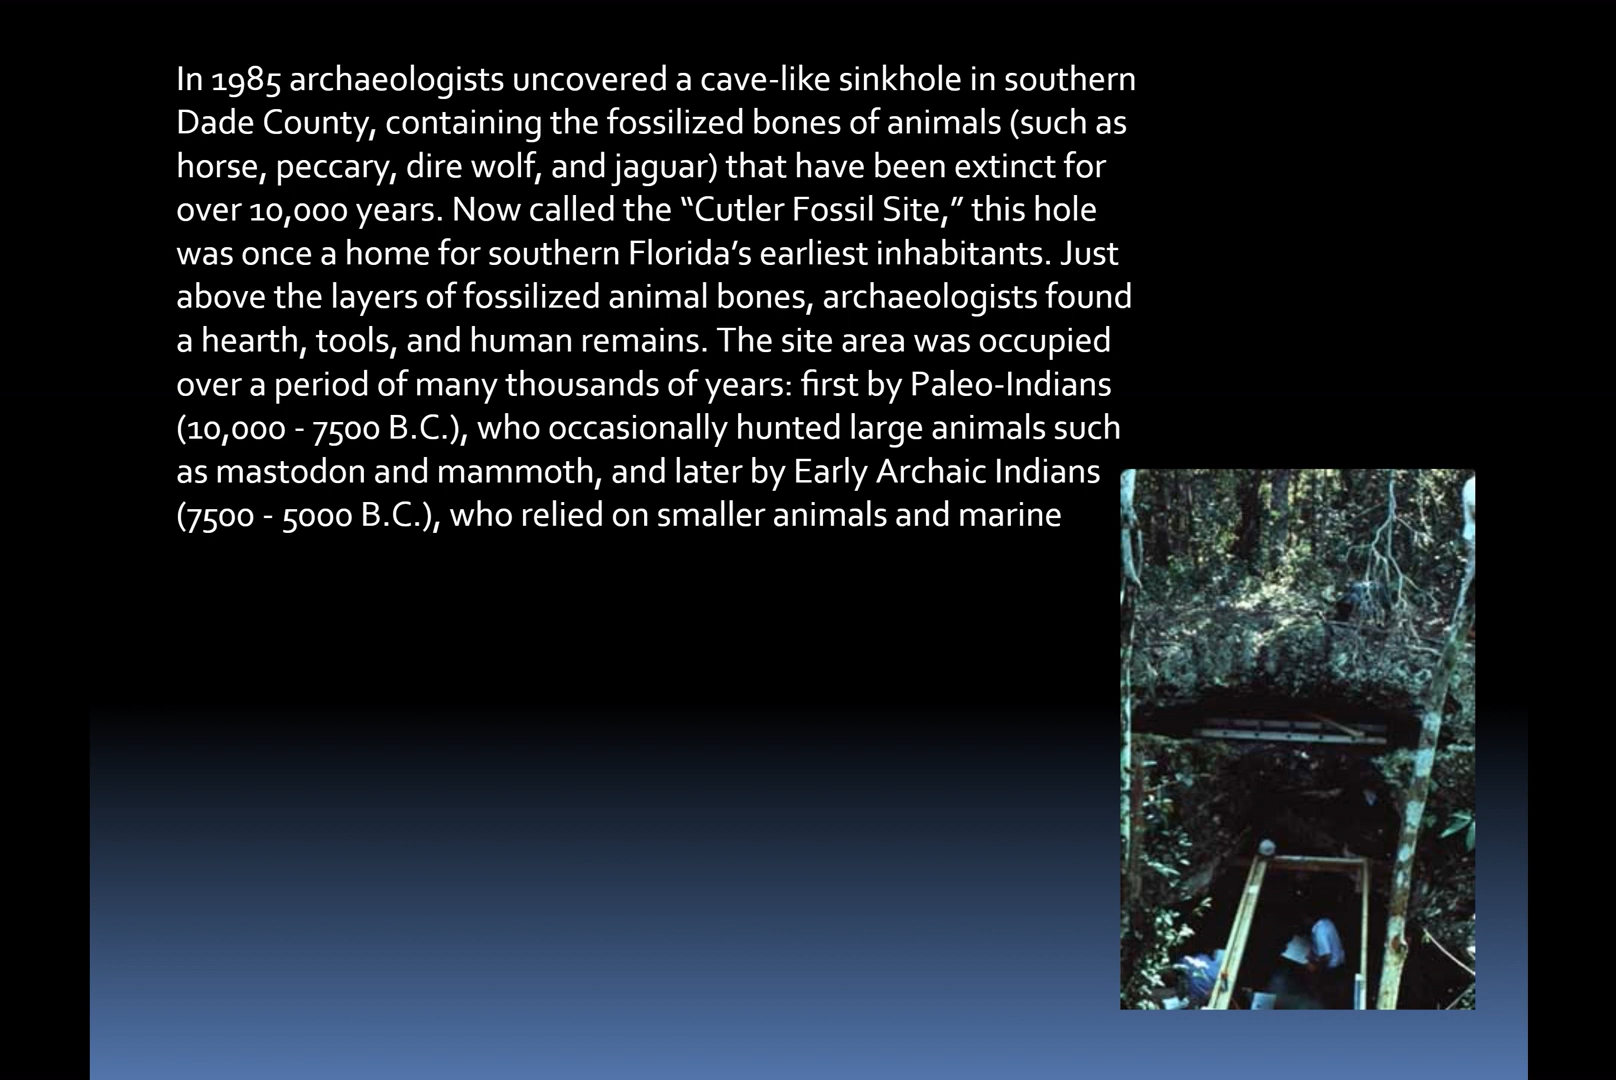 In 1985 archaeologists uncovered a cave-like sinkhole in southern
Dade County, containing the fossilized bones of animals (such as
horse, peccary, dire wolf, and jaguar) that have been extinct for
over 10,000 years. Now called the “Cutler Fossil Site,” this hole
was once a home for southern Florida’s earliest inhabitants. Just
above the layers of fossilized animal bones, archaeologists found
a hearth, tools, and human remains. The site area was occupied
over a period of many thousands of years: first by Paleo-Indians
(10,000 - 7500 B.C.), who occasionally hunted large animals such
as mastodon and mammoth, and later by Early Archaic Indians
(7500 - 5000 B.C.), who relied on smaller animals and marine